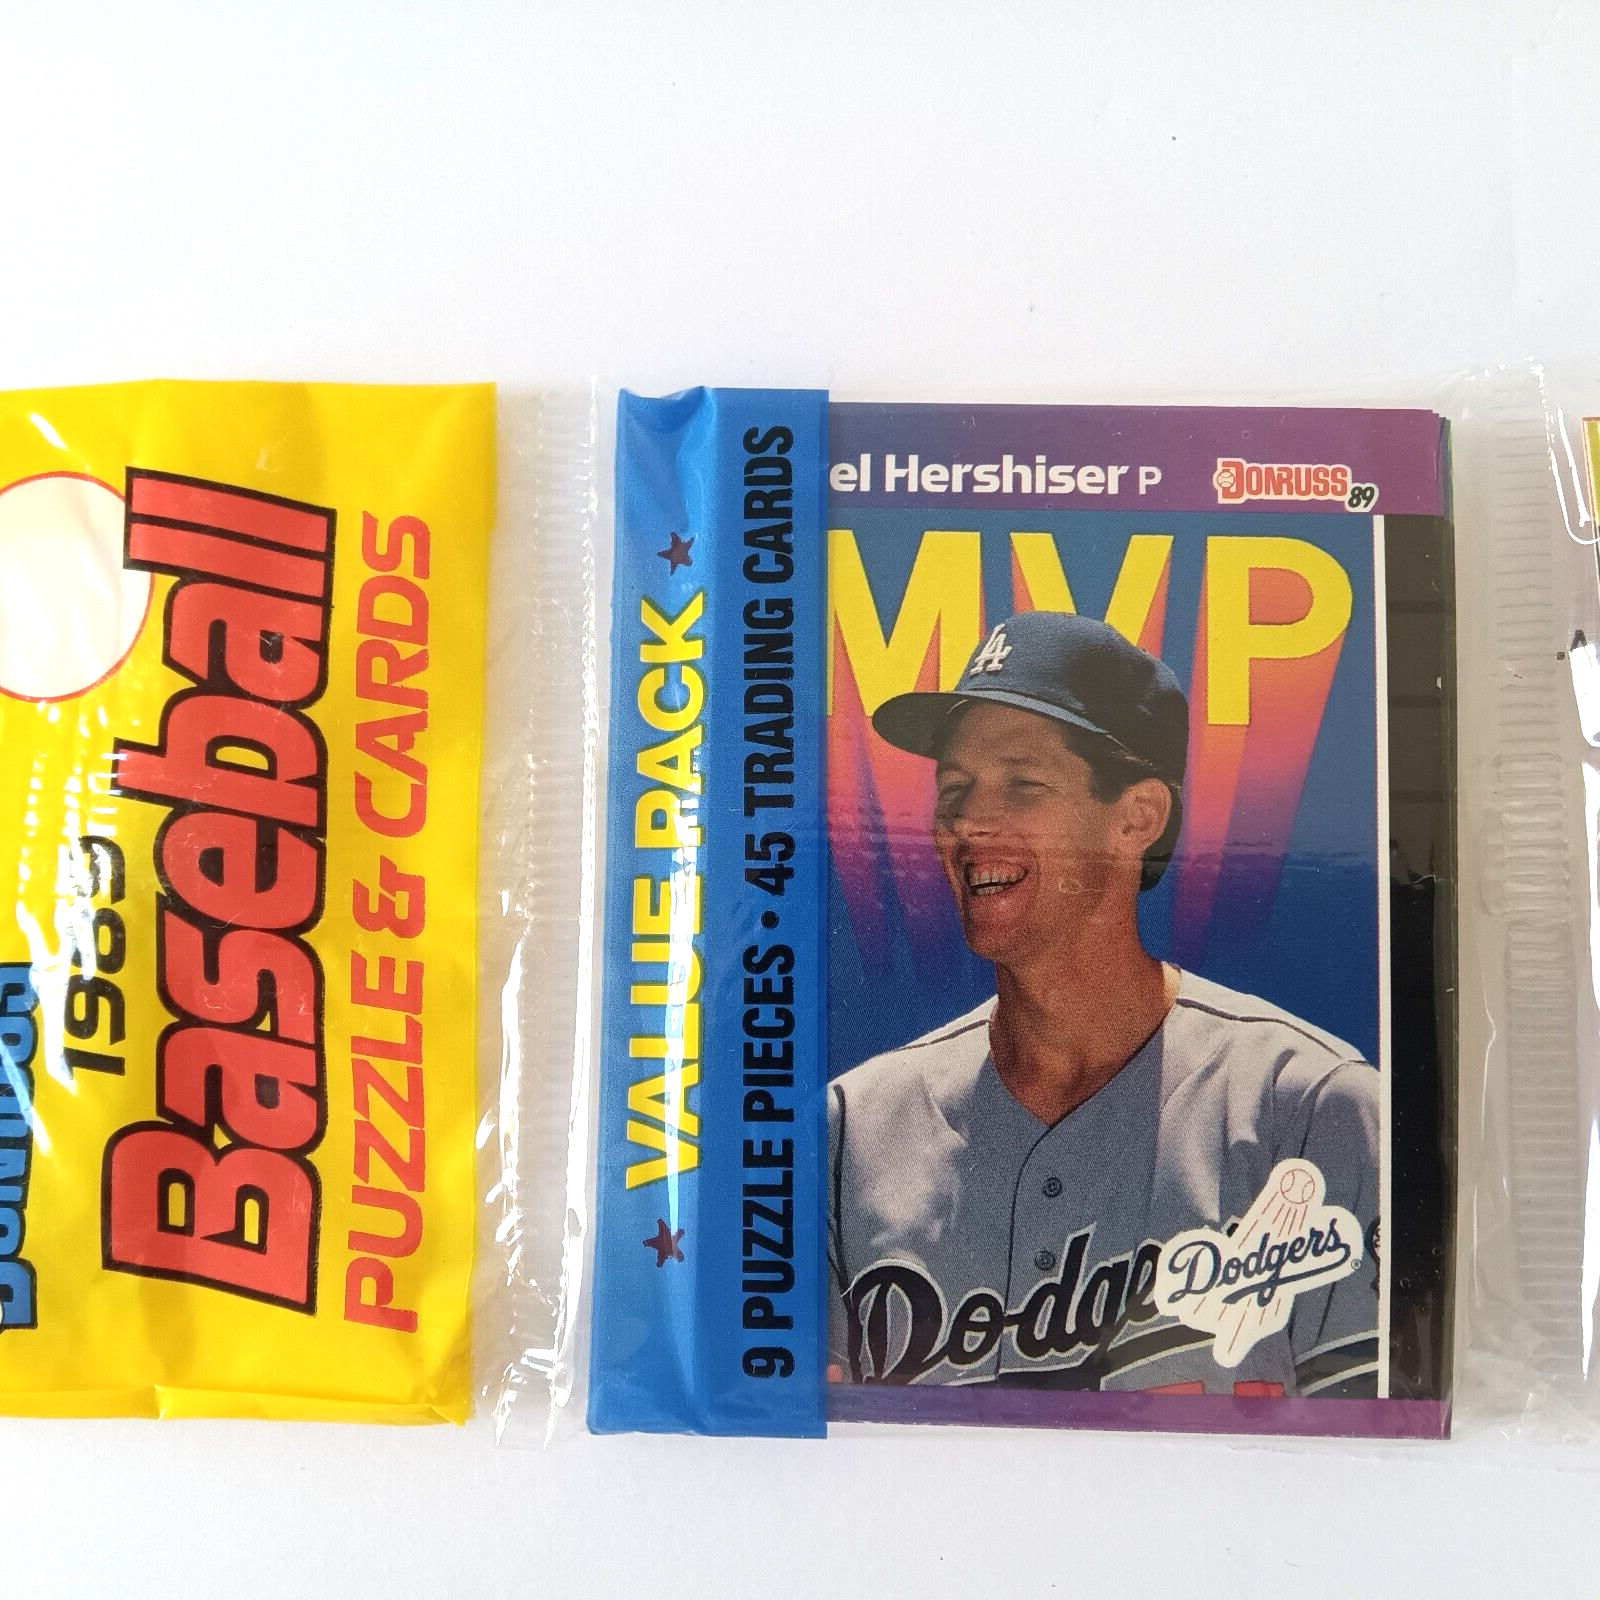 DONRUSS
1989
Baseball
PUZZLE & CARDS
★ VALUE PACK ★
9 PUZZLE PIECES • 45 TRADING CARDS
el Hershiser P
DONRUSS 89
MVP
LA
Dodge
Dodgers